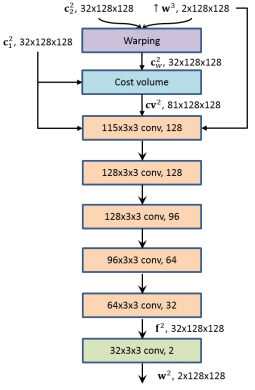 c₂², 32x128x128
↑ w³, 2x128x128
c₁², 32x128x128
Warping
c_w², 32x128x128
Cost volume
cv², 81x128x128
115x3x3 conv, 128
128x3x3 conv, 128
128x3x3 conv, 96
96x3x3 conv, 64
64x3x3 conv, 32
f², 32x128x128
32x3x3 conv, 2
w², 2x128x128